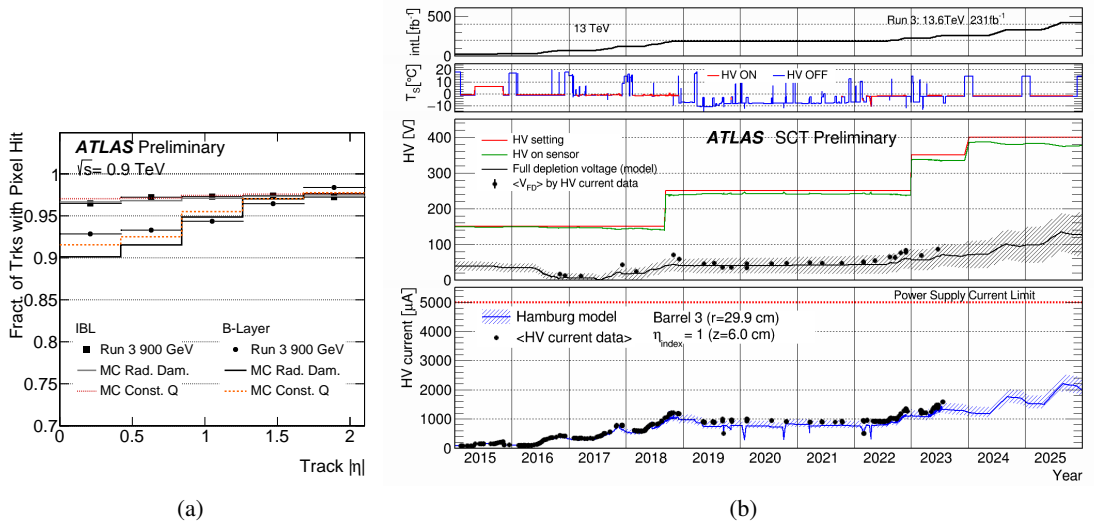 ATLAS Preliminary
√s= 0.9 TeV
Fract of Trks with Pixel Hit
1
0.95
0.9
0.85
0.8
0.75
0.7
IBL
B-Layer
Run 3 900 GeV
Run 3 900 GeV
MC Rad. Dam.
MC Rad. Dam.
MC Const. Q
MC Const. Q
0
0.5
1
1.5
2
Track |η|
(a)
intL[fb⁻¹]
400
200
0
13 TeV
Run 3: 13.6TeV 231fb⁻¹
Tₛ[°C]
20
10
0
−10
HV ON
HV OFF
HV [V]
400
300
200
100
0
ATLAS SCT Preliminary
HV setting
HV on sensor
Full depletion voltage (model)
<V_FD> by HV current data
HV current [μA]
5000
4000
3000
2000
1000
0
Power Supply Current Limit
Hamburg model
<HV current data>
Barrel 3 (r=29.9 cm)
η_index = 1 (z=6.0 cm)
2015
2016
2017
2018
2019
2020
2021
2022
2023
2024
2025
Year
(b)